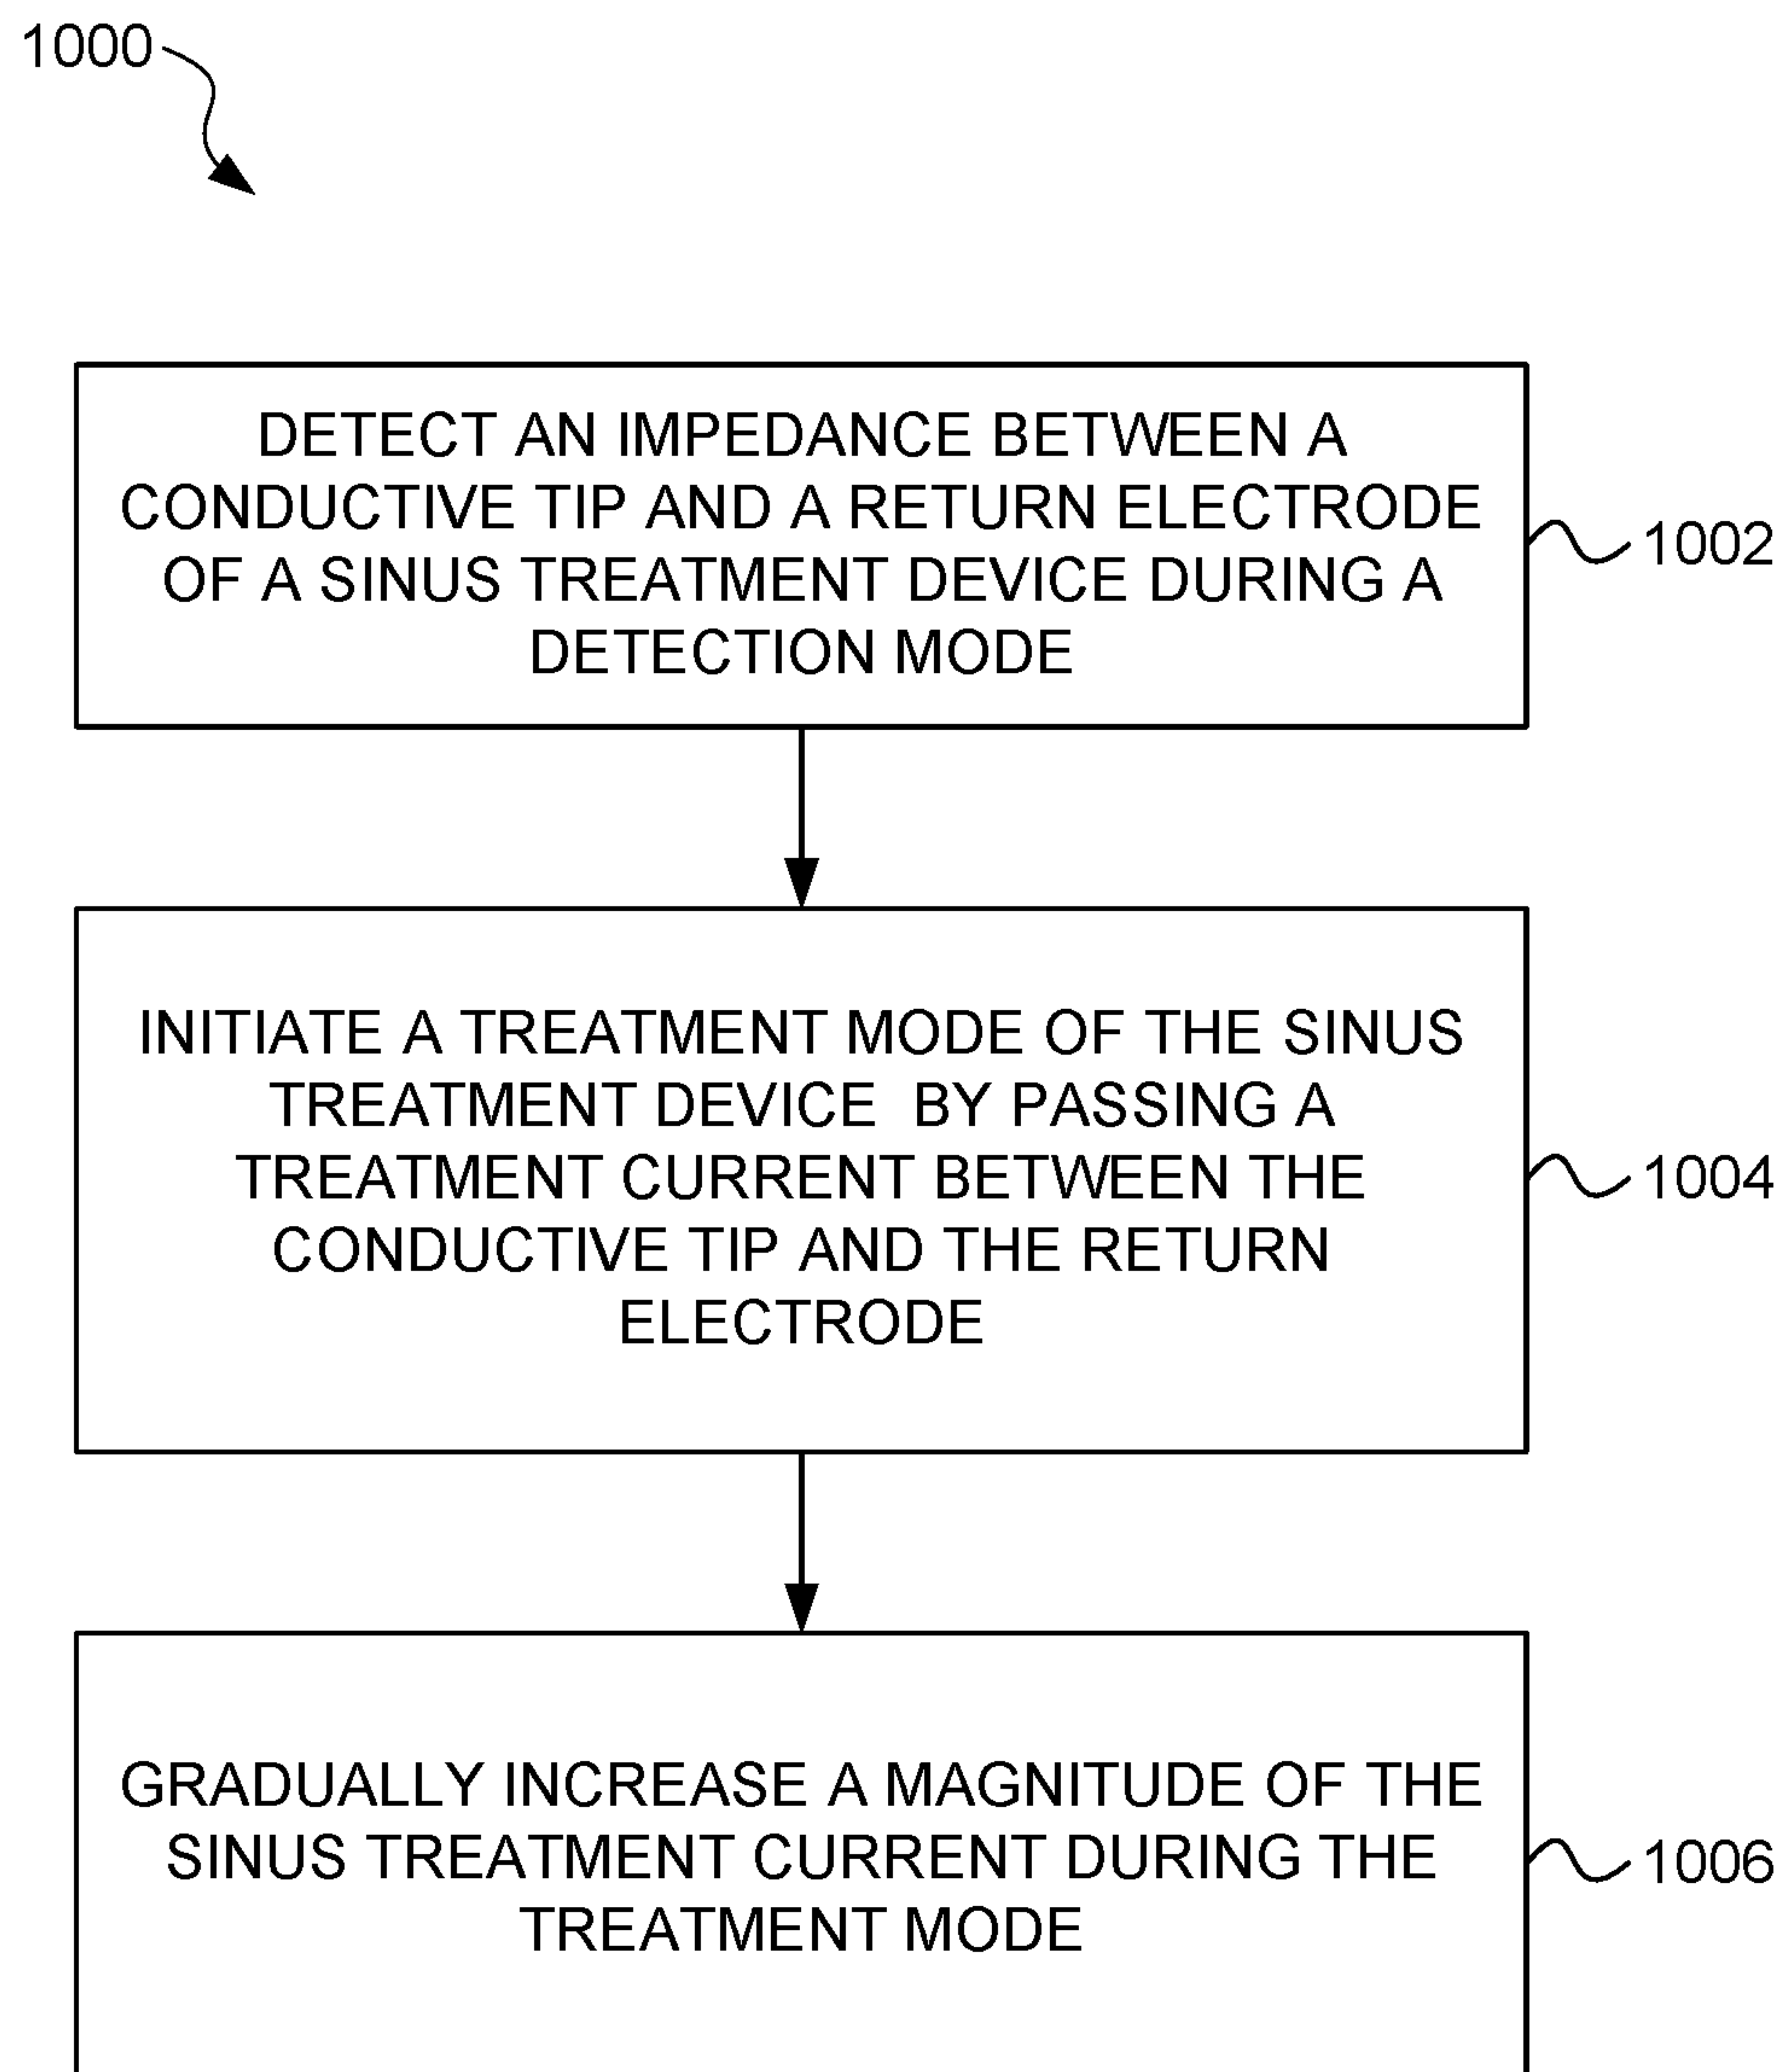 1000
DETECT AN IMPEDANCE BETWEEN A
CONDUCTIVE TIP AND A RETURN ELECTRODE
OF A SINUS TREATMENT DEVICE DURING A
DETECTION MODE
1002
INITIATE A TREATMENT MODE OF THE SINUS
TREATMENT DEVICE  BY PASSING A
TREATMENT CURRENT BETWEEN THE
CONDUCTIVE TIP AND THE RETURN
ELECTRODE
1004
GRADUALLY INCREASE A MAGNITUDE OF THE
SINUS TREATMENT CURRENT DURING THE
TREATMENT MODE
1006